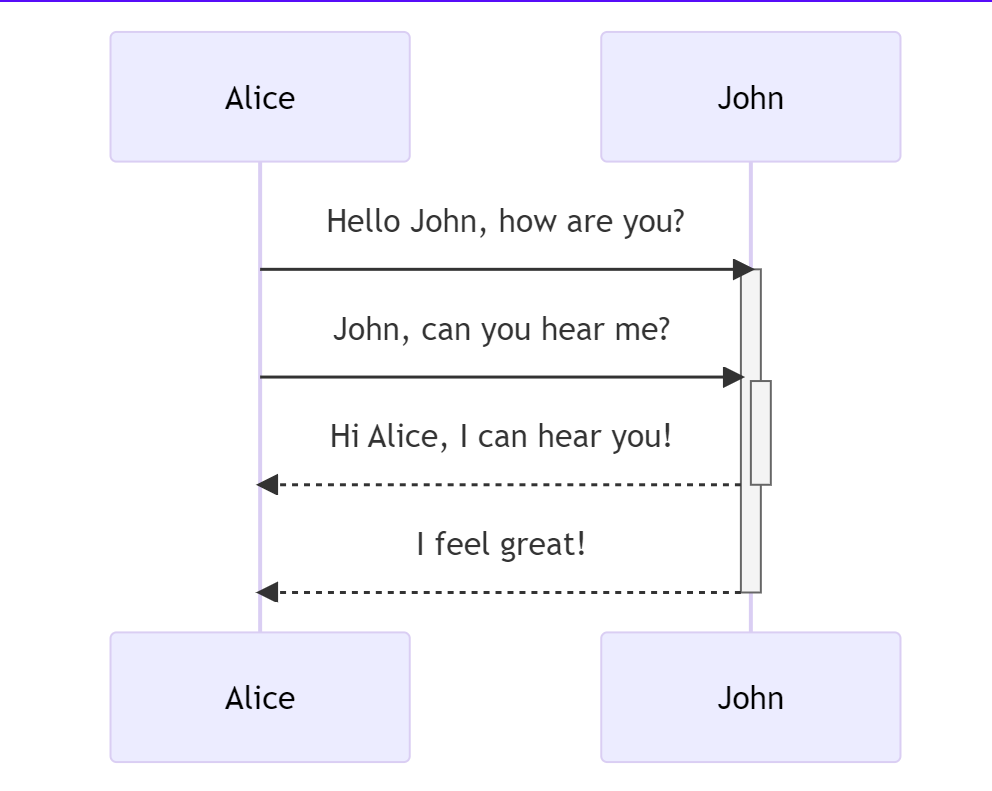 Alice
John
Hello John, how are you?
John, can you hear me?
Hi Alice, I can hear you!
I feel great!
Alice
John